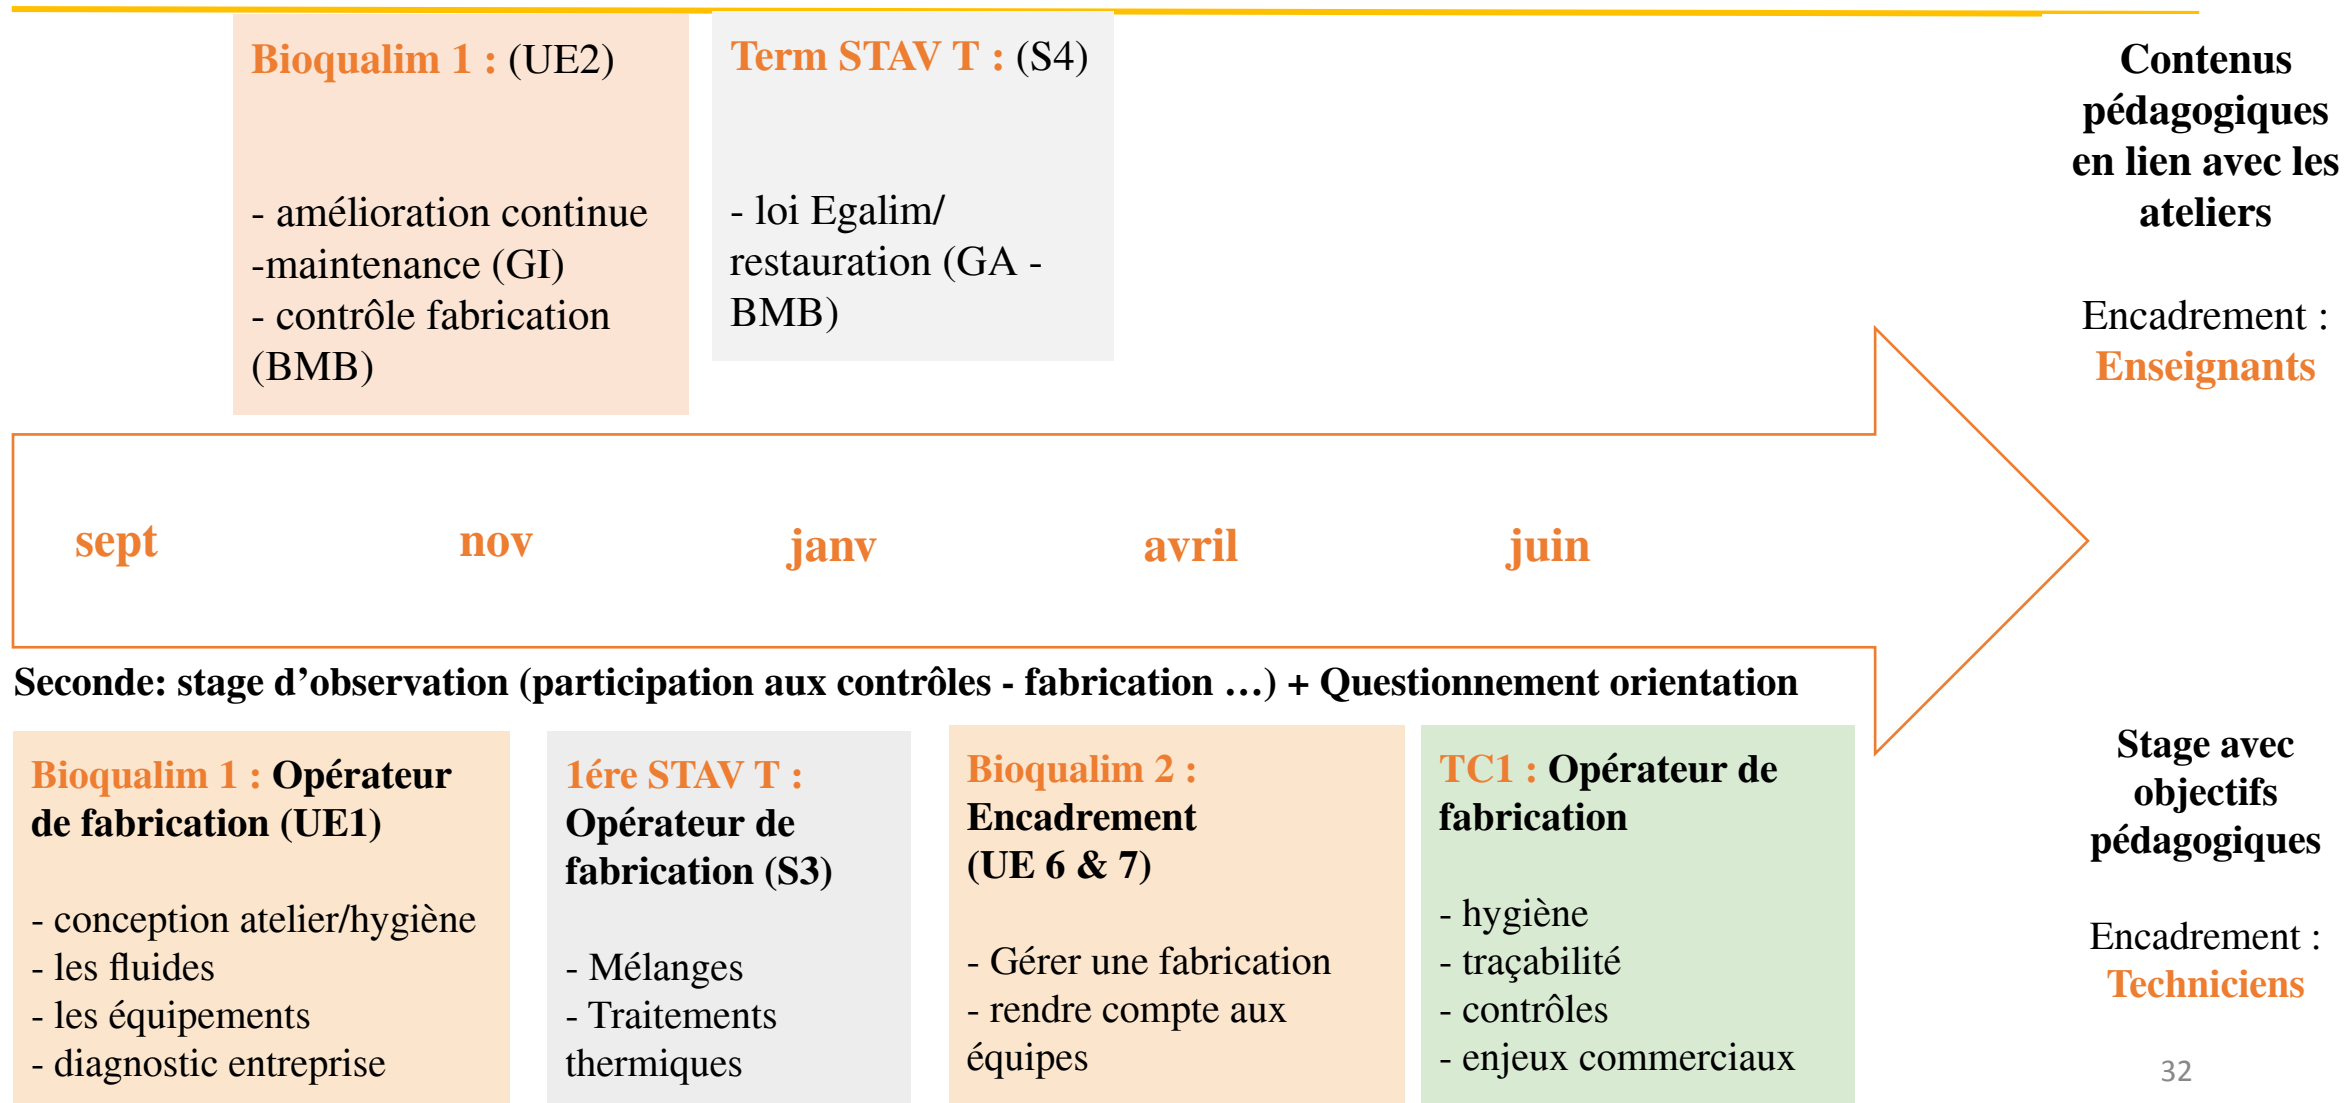 Bioqualim 1 : (UE2)
- amélioration continue
-maintenance (GI)
- contrôle fabrication
(BMB)
Term STAV T : (S4)
- loi Egalim/
restauration (GA -
BMB)
Contenus
pédagogiques
en lien avec les
ateliers
Encadrement :
Enseignants
sept
nov
janv
avril
juin
Seconde: stage d’observation (participation aux contrôles - fabrication …) + Questionnement orientation
Bioqualim 1 : Opérateur
de fabrication (UE1)
- conception atelier/hygiène
- les fluides
- les équipements
- diagnostic entreprise
1ére STAV T :
Opérateur de
fabrication (S3)
- Mélanges
- Traitements
thermiques
Bioqualim 2 :
Encadrement
(UE 6 & 7)
- Gérer une fabrication
- rendre compte aux
équipes
TC1 : Opérateur de
fabrication
- hygiène
- traçabilité
- contrôles
- enjeux commerciaux
Stage avec
objectifs
pédagogiques
Encadrement :
Techniciens
32